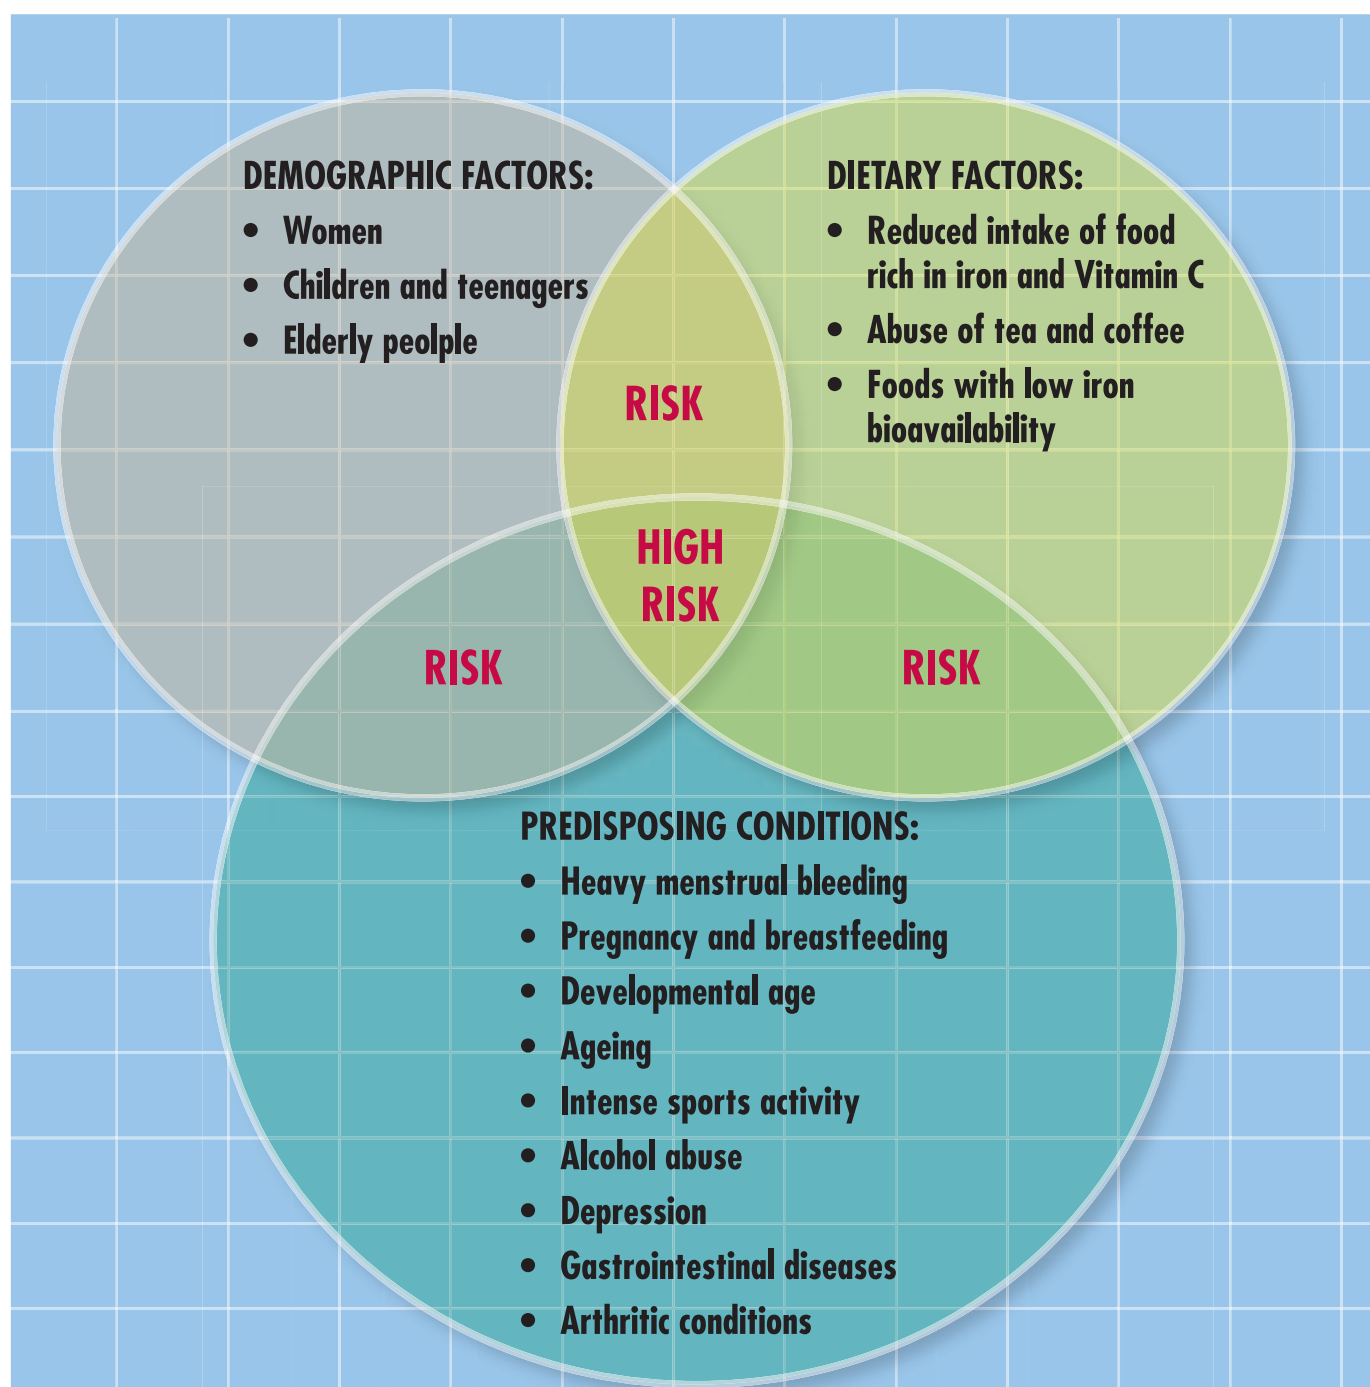 DEMOGRAPHIC FACTORS:
• Women
• Children and teenagers
• Elderly peolple
DIETARY FACTORS:
• Reduced intake of food
rich in iron and Vitamin C
• Abuse of tea and coffee
• Foods with low iron
bioavailability
RISK
HIGH
RISK
RISK
RISK
PREDISPOSING CONDITIONS:
• Heavy menstrual bleeding
• Pregnancy and breastfeeding
• Developmental age
• Ageing
• Intense sports activity
• Alcohol abuse
• Depression
• Gastrointestinal diseases
• Arthritic conditions